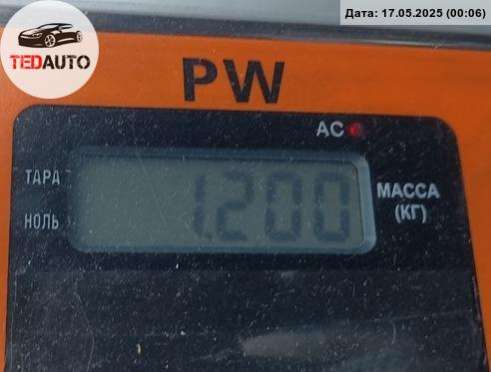 Дата: 17.05.2025 (00:06)
TEDAUTO
PW
AC
ТАРА
1.200
МАССА
(КГ)
НОЛЬ